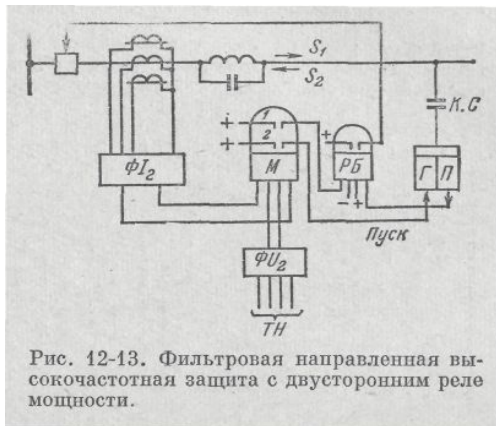 S₁
S₂
К.С
1
+
2
+
+
ФI₂
М
РБ
Г П
- +
Пуск
ФU₂
ТН
Рис. 12-13. Фильтровая направленная вы-
сокочастотная защита с двусторонним реле
мощности.